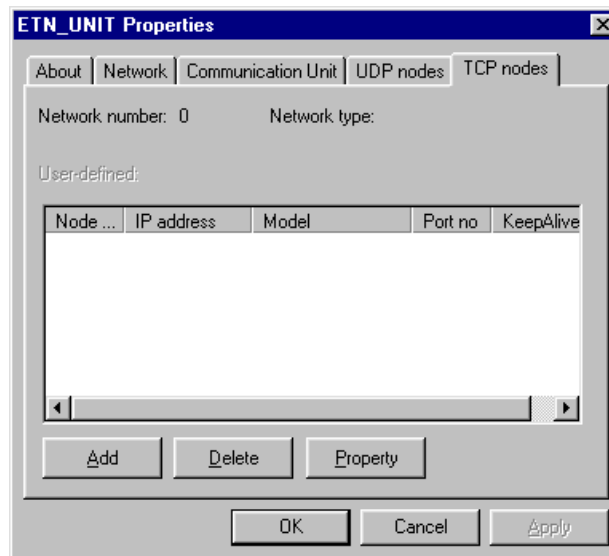 ETN_UNIT Properties
About Network Communication Unit UDP nodes TCP nodes
Network number: 0 Network type:
User-defined:
Node ... IP address Model Port no KeepAlive
Add Delete Property
OK Cancel Apply